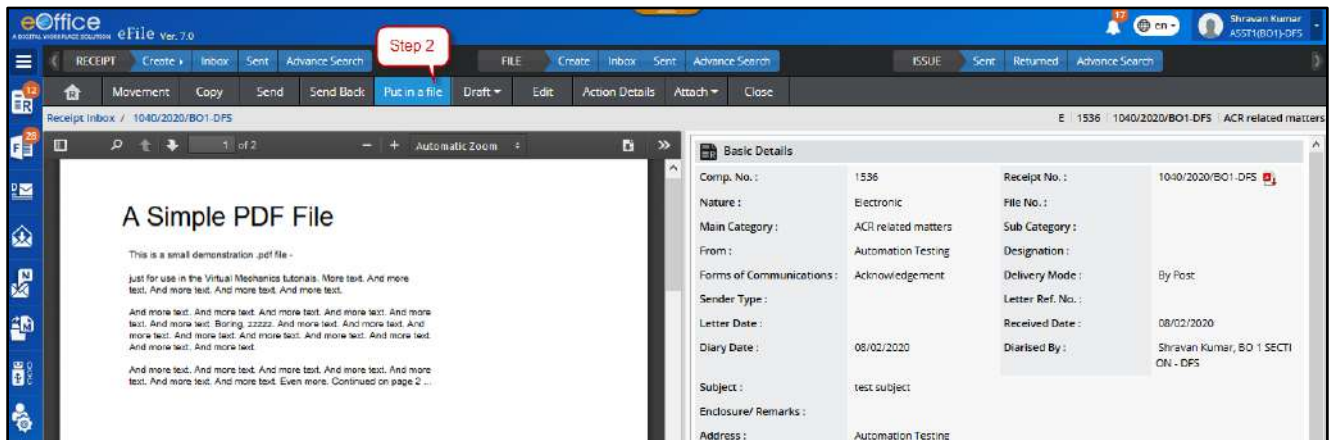 eOffice
A DIGITAL WORKPLACE SOLUTION
eFile Ver. 7.0
17
en
Shravan Kumar
ASST1(BO1)-DFS
Step 2
RECEIPT Create Inbox Sent Advance Search FILE Create Inbox Sent Advance Search ISSUE Sent Returned Advance Search
Movement Copy Send Send Back Put in a file Draft Edit Action Details Attach Close
12
Receipt Inbox / 1040/2020/BO1-DFS
E 1536 1040/2020/BO1-DFS ACR related matters
1 of 2 Automatic Zoom
A Simple PDF File
This is a small demonstration .pdf file -
just for use in the Virtual Mechanics tutorials. More text. And more
text. And more text. And more text. And more text.
And more text. And more text. And more text. And more text. And more
text. And more text. Boring, zzzzz. And more text. And more text. And
more text. And more text. And more text. And more text. And more text.
And more text. And more text.
And more text. And more text. And more text. And more text. And more
text. And more text. And more text. Even more. Continued on page 2 ...
Basic Details
Comp. No. : 1536 Receipt No. : 1040/2020/BO1-DFS
Nature : Electronic File No. :
Main Category : ACR related matters Sub Category :
From : Automation Testing Designation :
Forms of Communications : Acknowledgement Delivery Mode : By Post
Sender Type : Letter Ref. No. :
Letter Date : Received Date : 08/02/2020
Diary Date : 08/02/2020 Diarised By : Shravan Kumar, BO 1 SECTI
ON - DFS
Subject : test subject
Enclosure/ Remarks :
Address : Automation Testing